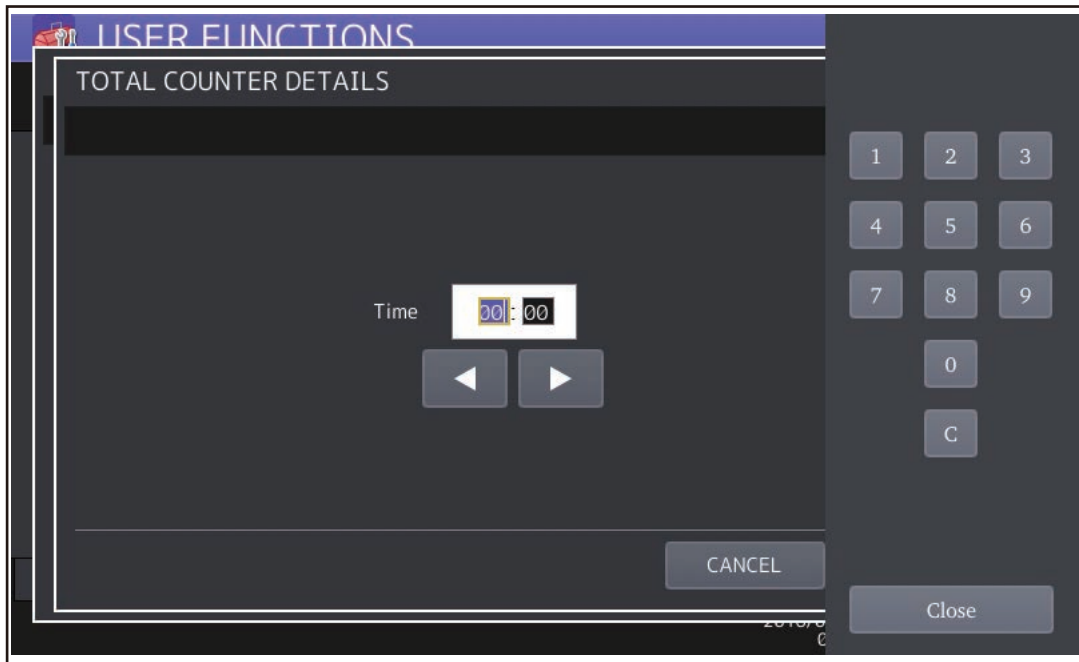 USER FUNCTIONS
TOTAL COUNTER DETAILS
Time 00 : 00
1 2 3
4 5 6
7 8 9
0
C
CANCEL
Close